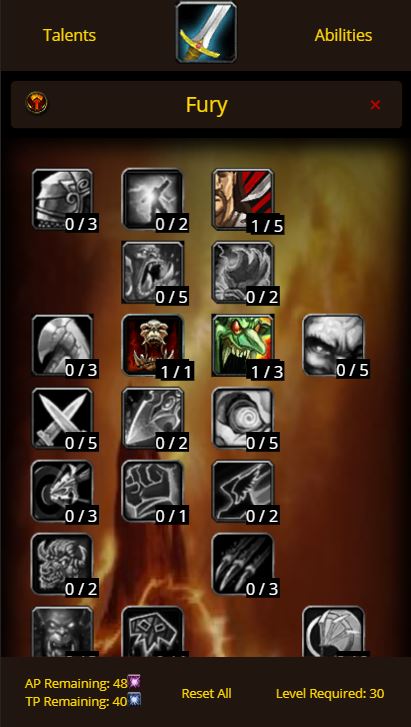 Talents
Abilities
Fury
×
0 / 3
0 / 2
1 / 5
0 / 5
0 / 2
0 / 3
1 / 1
1 / 3
0 / 5
0 / 5
0 / 2
0 / 5
0 / 3
0 / 1
0 / 2
0 / 2
0 / 3
AP Remaining: 48
TP Remaining: 40
Reset All
Level Required: 30